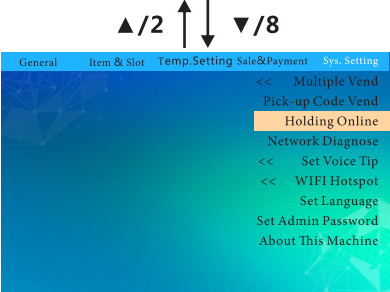 ▲/2 ▼/8
General Item & Slot Temp.Setting Sale&Payment Sys. Setting
<< Multiple Vend
Pick-up Code Vend
Holding Online
Network Diagnose
<< Set Voice Tip
<< WIFI Hotspot
Set Language
Set Admin Password
About This Machine